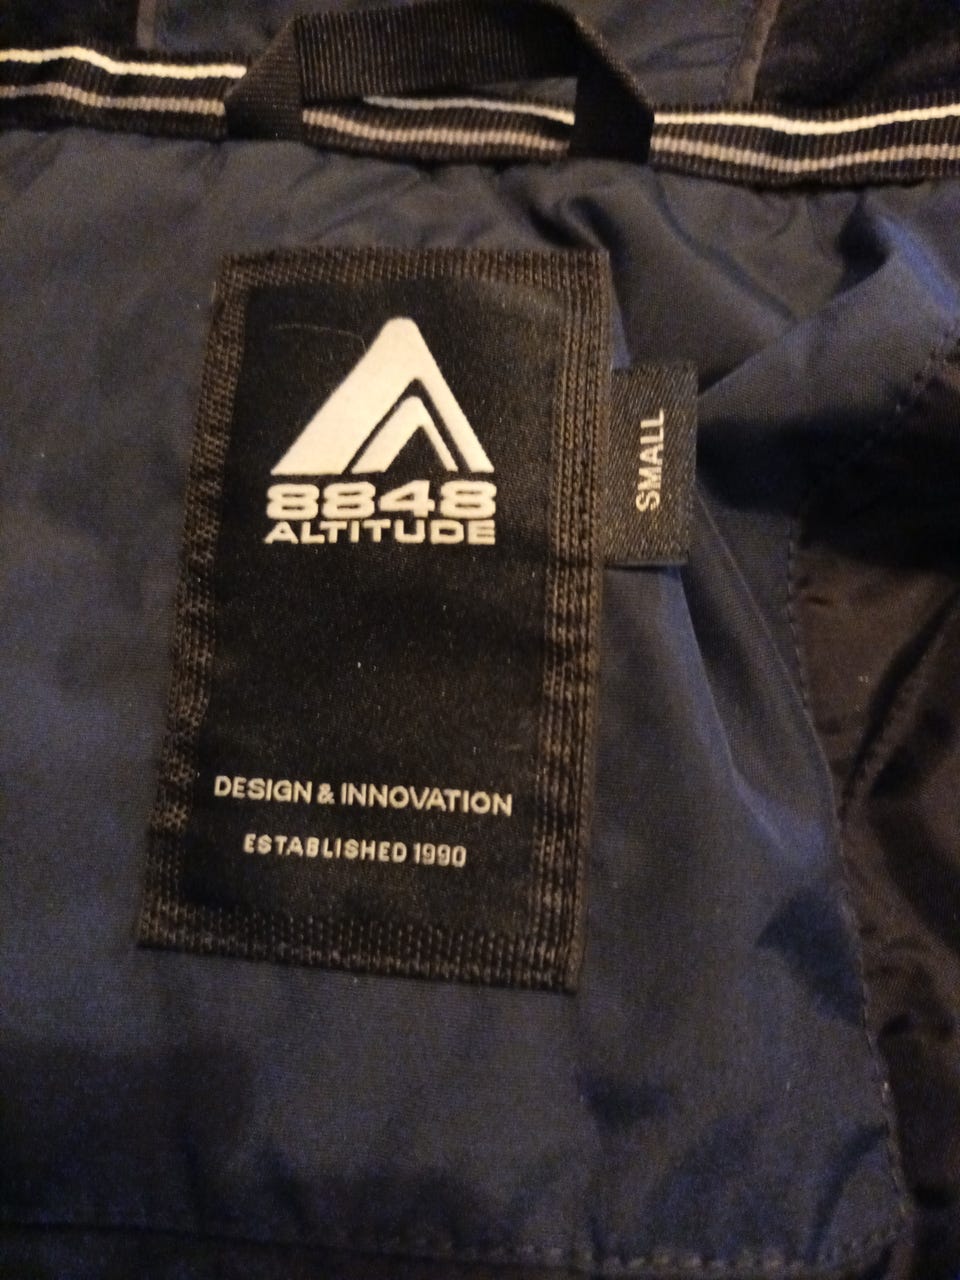 8848
ALTITUDE
SMALL
DESIGN & INNOVATION
ESTABLISHED 1990